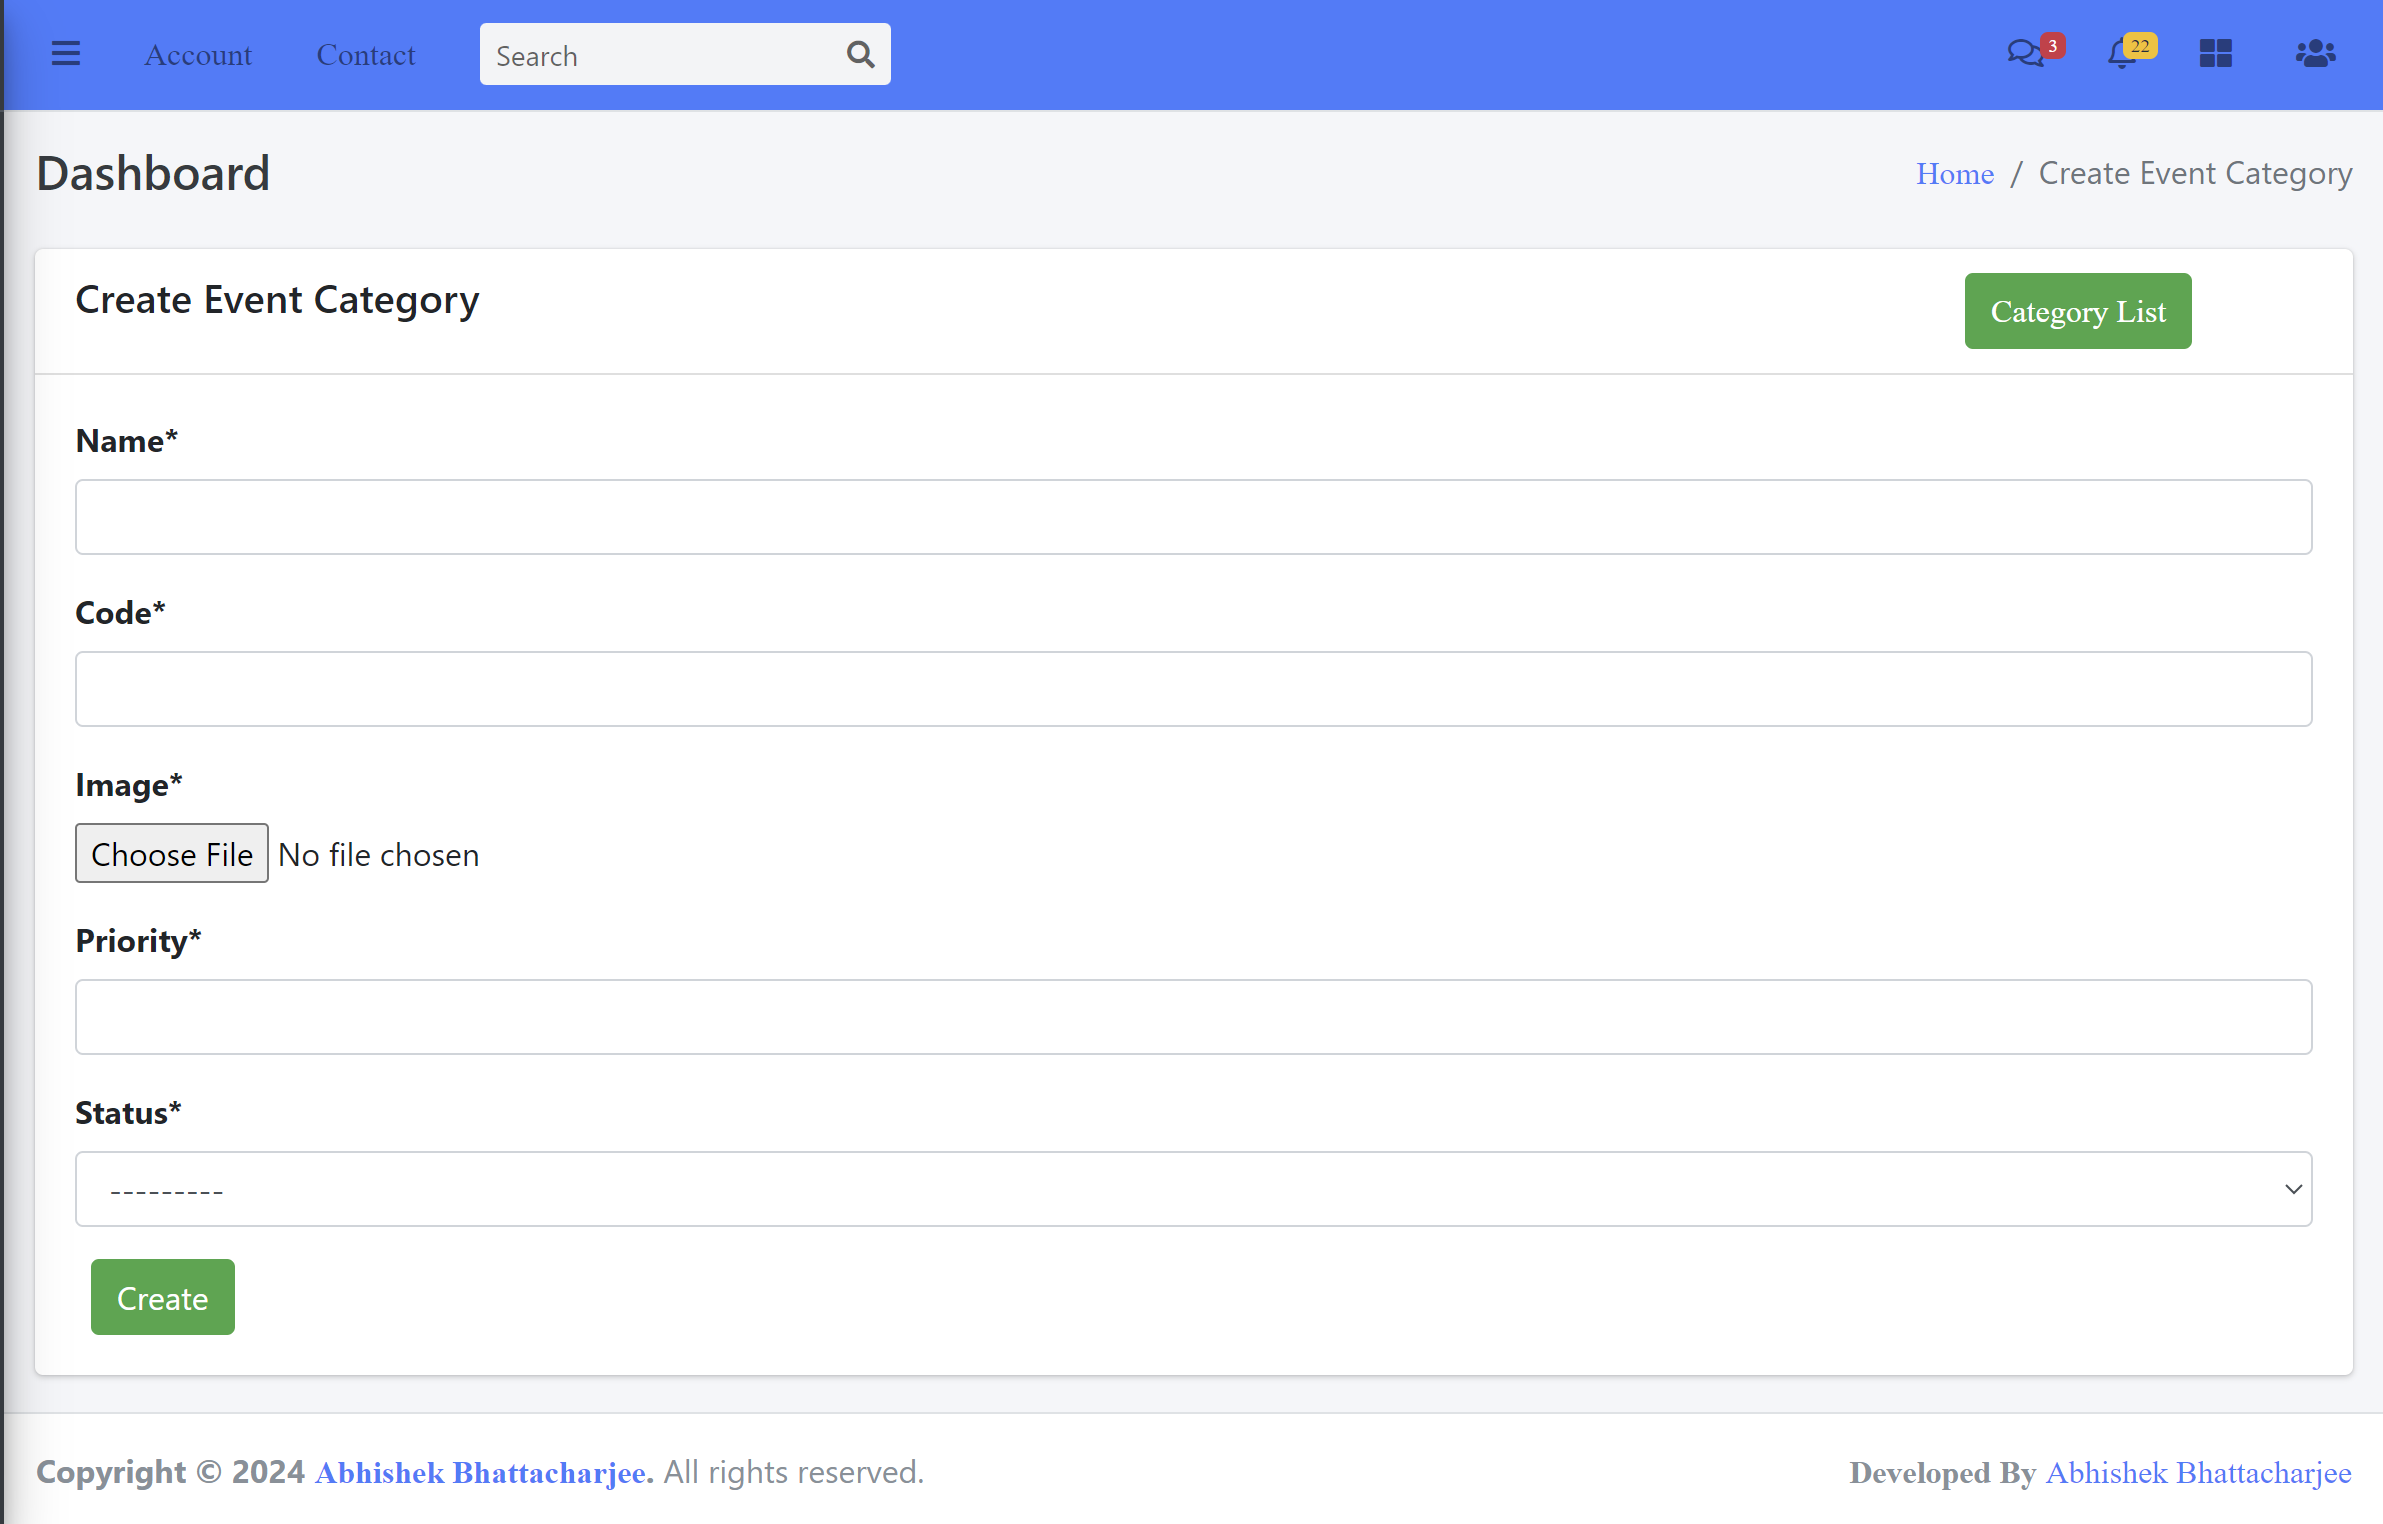 Account Contact Search 3 22
Dashboard
Home / Create Event Category
Create Event Category
Category List
Name*
Code*
Image*
Choose File No file chosen
Priority*
Status*
---------
Create
Copyright © 2024 Abhishek Bhattacharjee. All rights reserved.
Developed By Abhishek Bhattacharjee